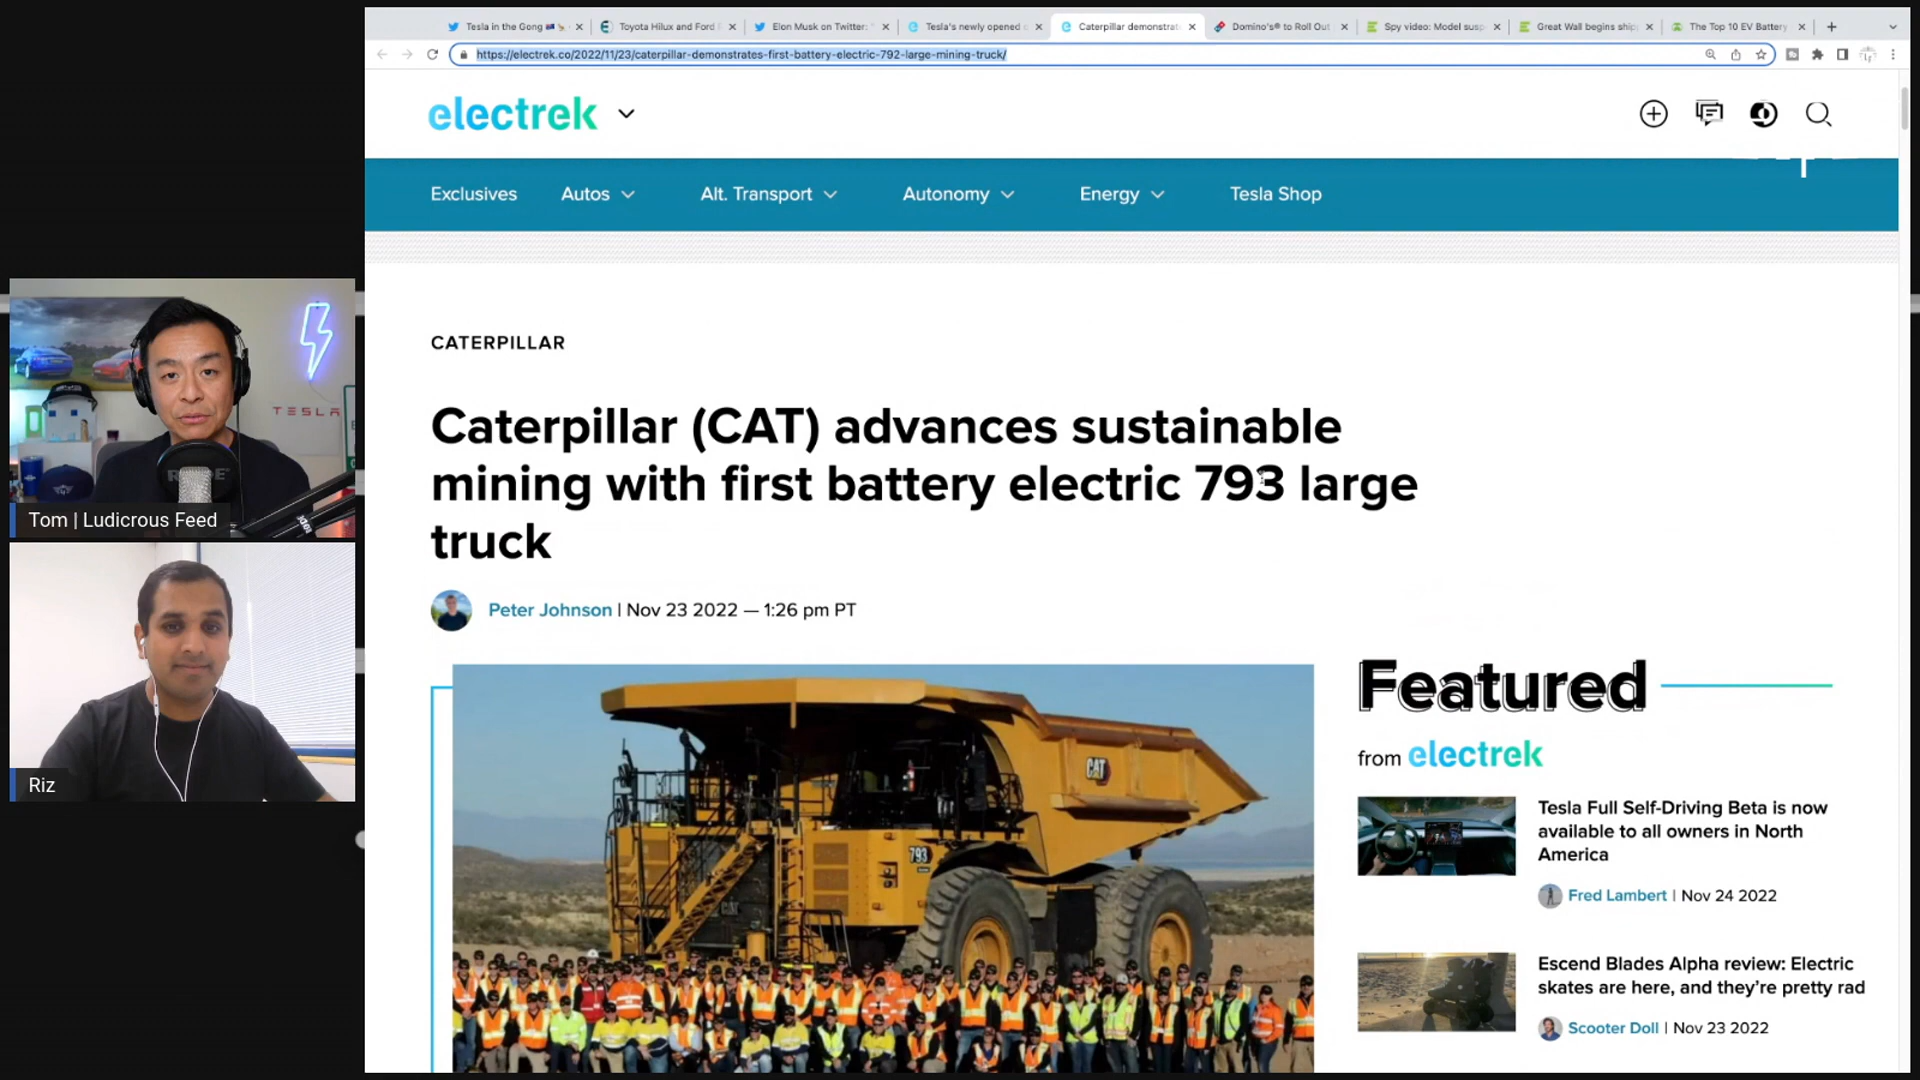 Tesla in the Gong
Toyota Hilux and Ford F
Elon Musk on Twitter: "
Tesla's newly opened
Caterpillar demonstrat
Domino's® to Roll Out
Spy video: Model susp
Great Wall begins ship
The Top 10 EV Battery
https://electrek.co/2022/11/23/caterpillar-demonstrates-first-battery-electric-792-large-mining-truck/
electrek
Exclusives Autos Alt. Transport Autonomy Energy Tesla Shop
CATERPILLAR
Caterpillar (CAT) advances sustainable
mining with first battery electric 793 large
truck
Peter Johnson | Nov 23 2022 — 1:26 pm PT
CAT
793
CAT
Featured
from electrek
Tesla Full Self-Driving Beta is now
available to all owners in North
America
Fred Lambert | Nov 24 2022
Escend Blades Alpha review: Electric
skates are here, and they're pretty rad
Scooter Doll | Nov 23 2022
TESLA
Tom | Ludicrous Feed
Riz